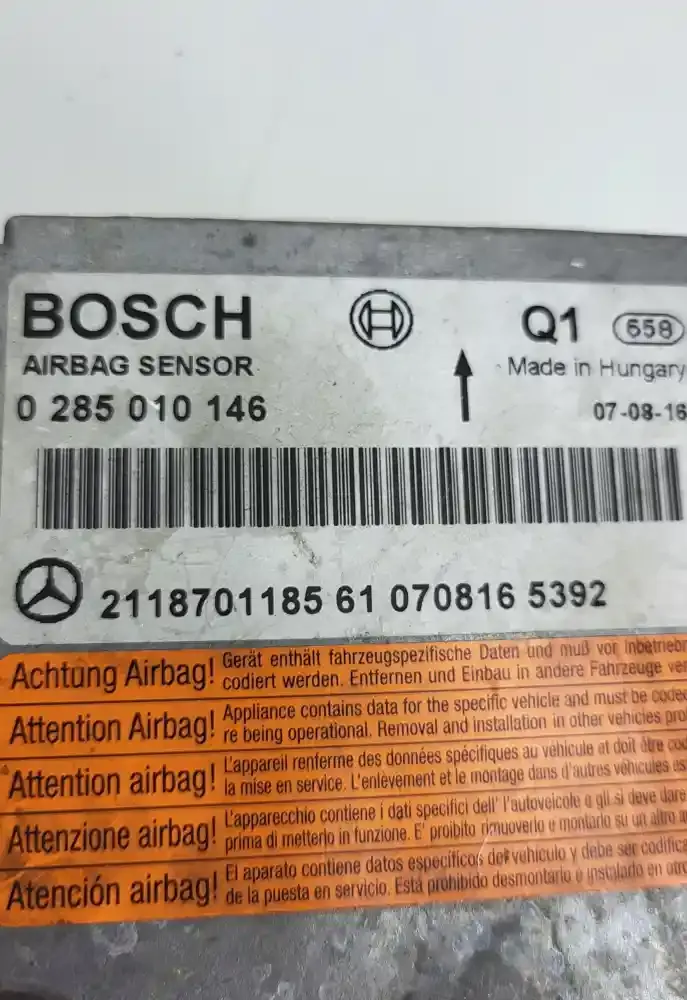 BOSCH
Q1 658
AIRBAG SENSOR
Made in Hungary
0 285 010 146
07-08-16
2118701185 61 070816 5392
Achtung Airbag! Gerät enthält fahrzeugspezifische Daten und muß vor
codiert werden. Entfernen und Einbau in andere Fahrzeuge
Attention Airbag! Appliance contains data for the specific vehicle and must be
re being operational. Removal and installation in other vehicles
Attention airbag! L'appareil renferme des données spécifiques au véhicule et doit être
la mise en service. L'enlèvement et le montage dans d'autres véhicules
Attenzione airbag! L'apparecchio contiene i dati specifici dell' l'autoveicolo a gli si deve dare
prima di metterlo in funzione. E' proibito rimuoverlo e montarlo su un altro
Atención airbag! El aparato contiene datos específicos del vehículo y debe ser
de la puesta en servicio. Está prohibido desmontarlo e instalarlo en